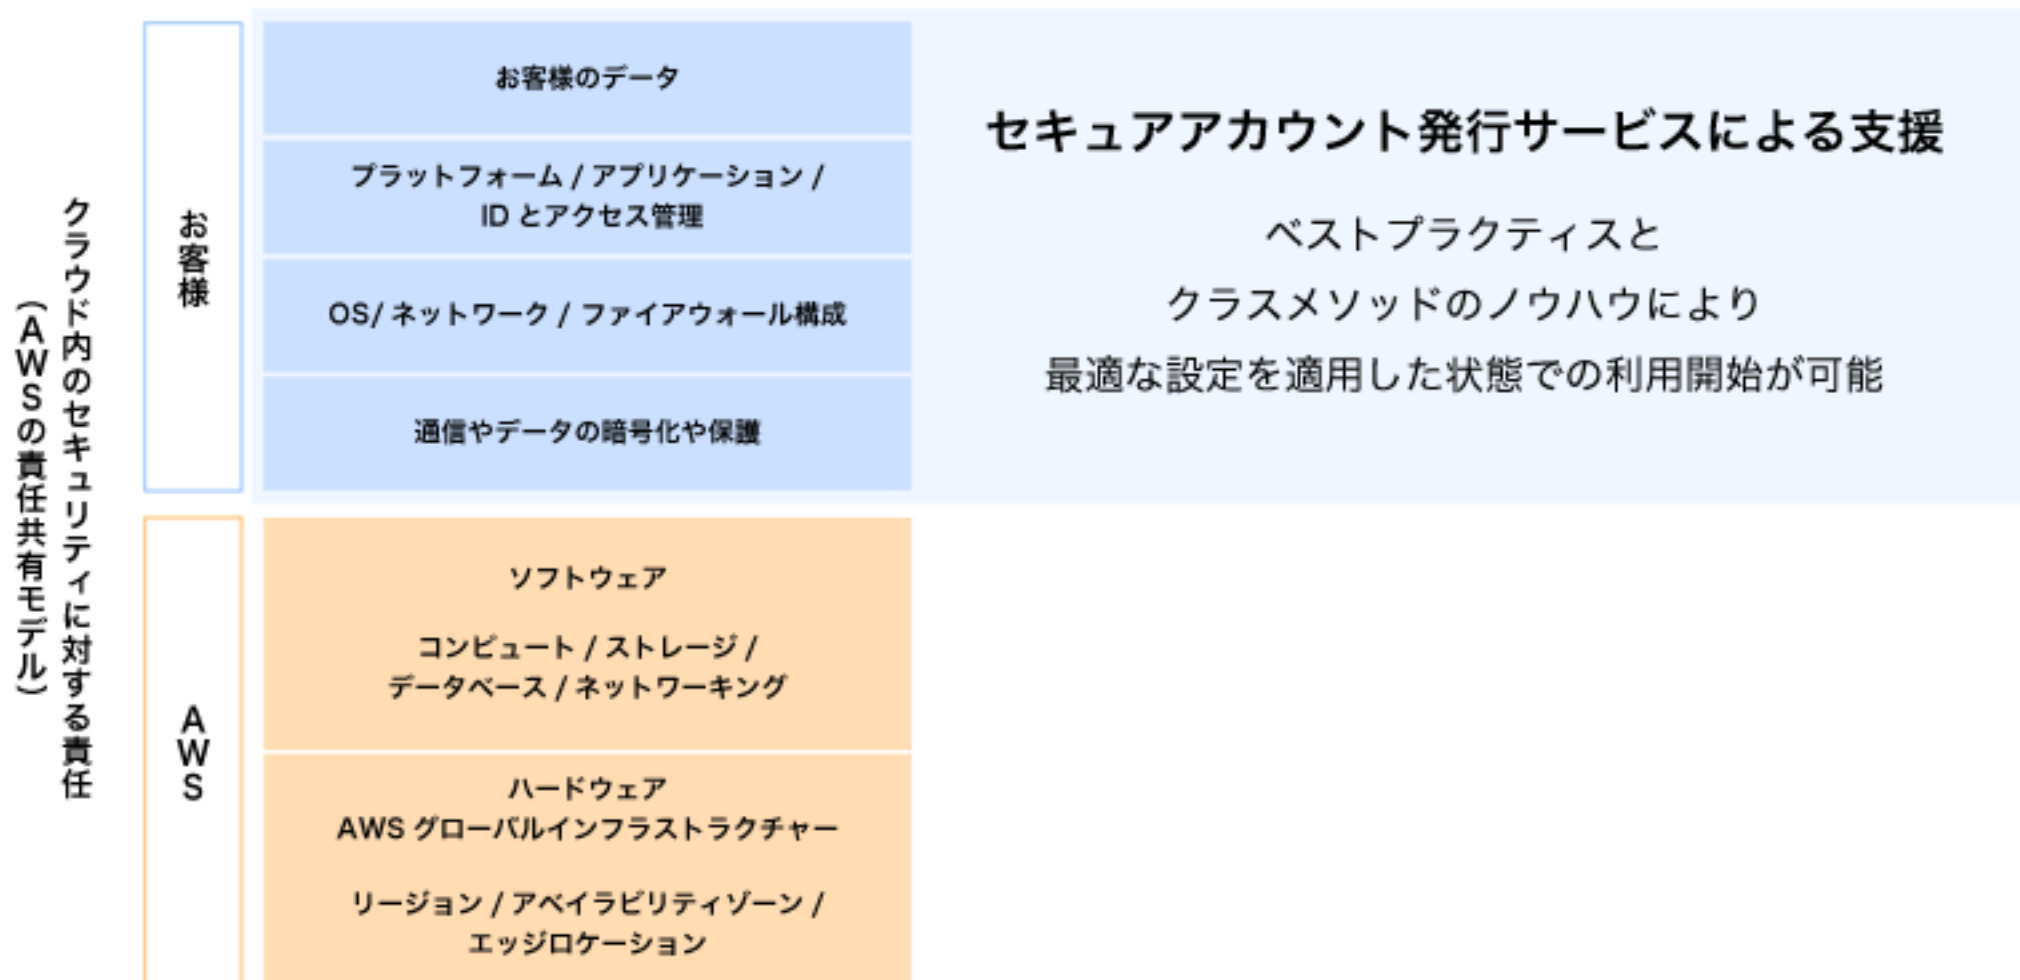 クラウド内のセキュリティに対する責任
（AWSの責任共有モデル）
お客様
お客様のデータ
プラットフォーム / アプリケーション /
ID とアクセス管理
OS/ ネットワーク / ファイアウォール構成
通信やデータの暗号化や保護
セキュアアカウント発行サービスによる支援
ベストプラクティスと
クラスメソッドのノウハウにより
最適な設定を適用した状態での利用開始が可能
AWS
ソフトウェア
コンピュート / ストレージ /
データベース / ネットワーキング
ハードウェア
AWS グローバルインフラストラクチャー
リージョン / アベイラビリティゾーン /
エッジロケーション